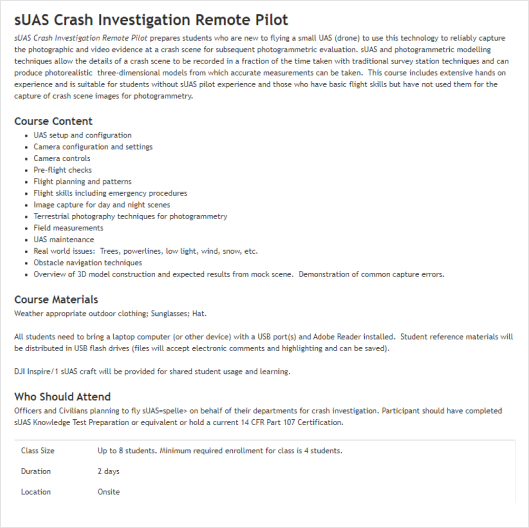 sUAS Crash Investigation Remote Pilot
sUAS Crash Investigation Remote Pilot prepares students who are new to flying a small UAS (drone) to use this technology to reliably capture
the photographic and video evidence at a crash scene for subsequent photogrammetric evaluation. sUAS and photogrammetric modelling
techniques allow the details of a crash scene to be recorded in a fraction of the time taken with traditional survey station techniques and can
produce photorealistic three-dimensional models from which accurate measurements can be taken. This course includes extensive hands on
experience and is suitable for students without sUAS pilot experience and those who have basic flight skills but have not used them for the
capture of crash scene images for photogrammetry.
Course Content
• UAS setup and configuration
• Camera configuration and settings
• Camera controls
• Pre-flight checks
• Flight planning and patterns
• Flight skills including emergency procedures
• Image capture for day and night scenes
• Terrestrial photography techniques for photogrammetry
• Field measurements
• UAS maintenance
• Real world issues: Trees, powerlines, low light, wind, snow, etc.
• Obstacle navigation techniques
• Overview of 3D model construction and expected results from mock scene. Demonstration of common capture errors.
Course Materials
Weather appropriate outdoor clothing; Sunglasses; Hat.
All students need to bring a laptop computer (or other device) with a USB port(s) and Adobe Reader installed. Student reference materials will
be distributed in USB flash drives (files will accept electronic comments and highlighting and can be saved).
DJI Inspire/1 sUAS craft will be provided for shared student usage and learning.
Who Should Attend
Officers and Civilians planning to fly sUAS=spelle> on behalf of their departments for crash investigation. Participant should have completed
sUAS Knowledge Test Preparation or equivalent or hold a current 14 CFR Part 107 Certification.
Class Size Up to 8 students. Minimum required enrollment for class is 4 students.
Duration 2 days
Location Onsite